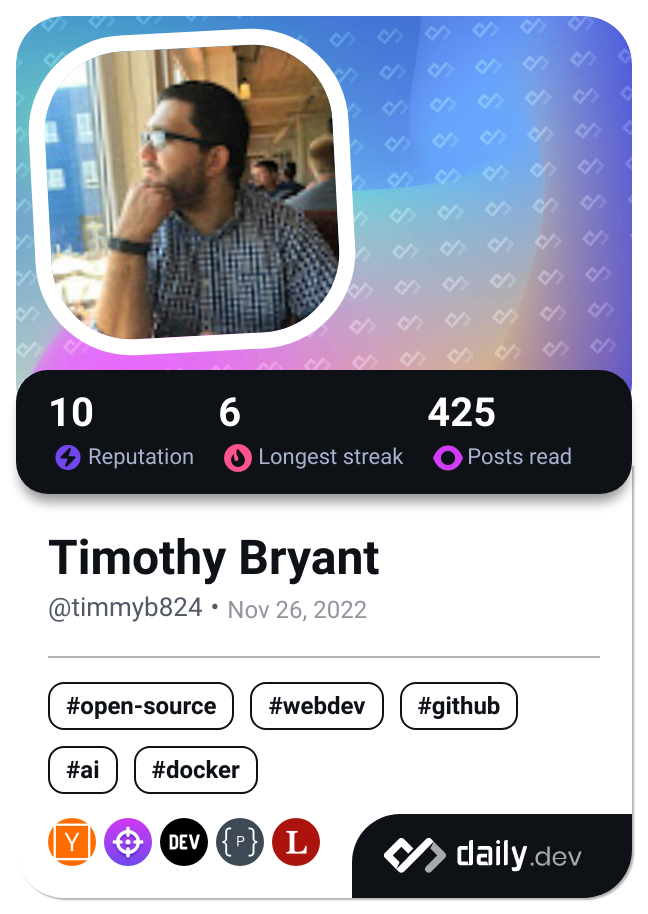 10 6 425
Reputation Longest streak Posts read
Timothy Bryant
@timmyb824 • Nov 26, 2022
#open-source #webdev #github
#ai #docker
Y DEV {P} L
daily.dev